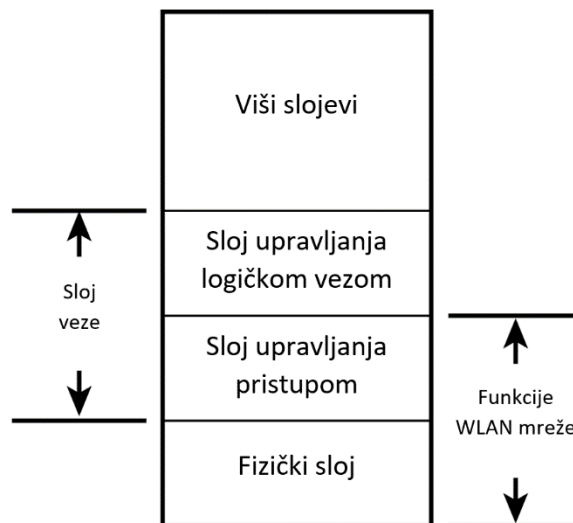 Viši slojevi
Sloj upravljanja
logičkom vezom
Sloj
veze
Sloj upravljanja
pristupom
Funkcije
WLAN mreže
Fizički sloj